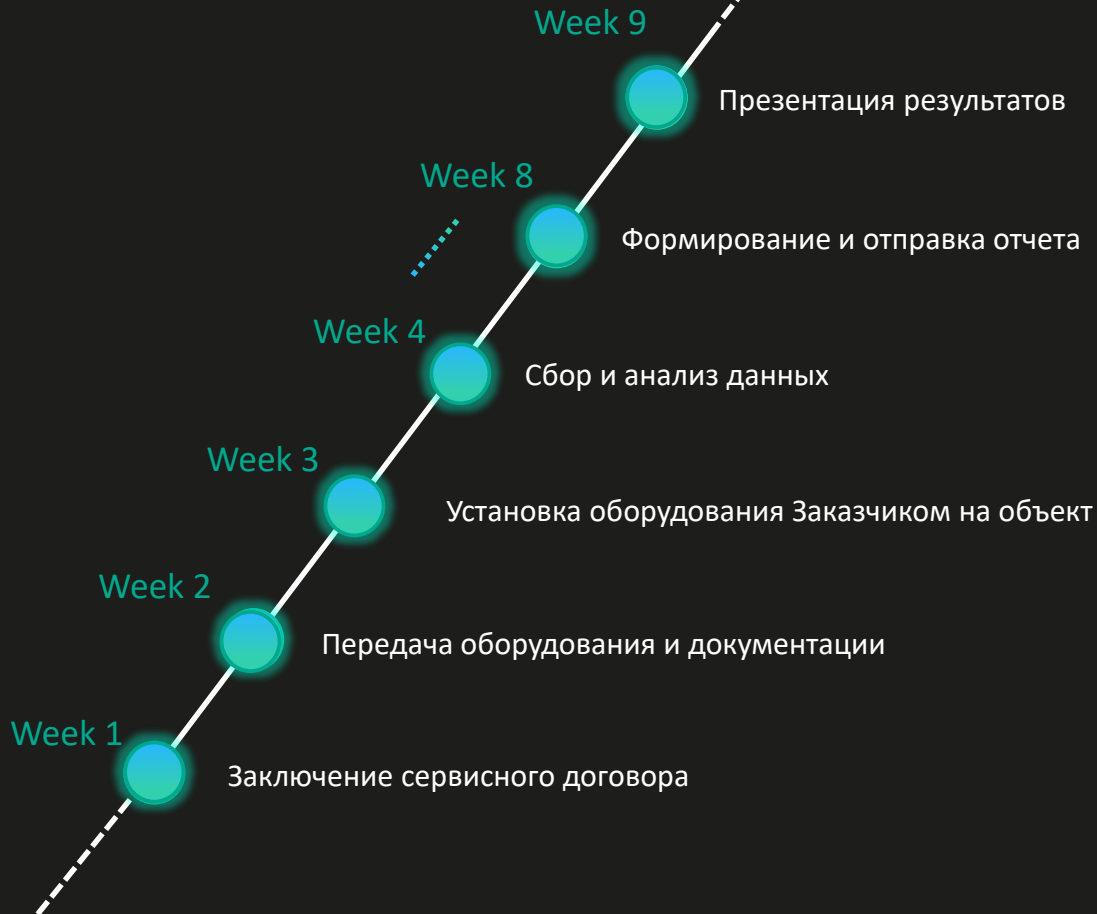 Week 9
Презентация результатов
Week 8
Формирование и отправка отчета
Week 4
Сбор и анализ данных
Week 3
Установка оборудования Заказчиком на объект
Week 2
Передача оборудования и документации
Week 1
Заключение сервисного договора